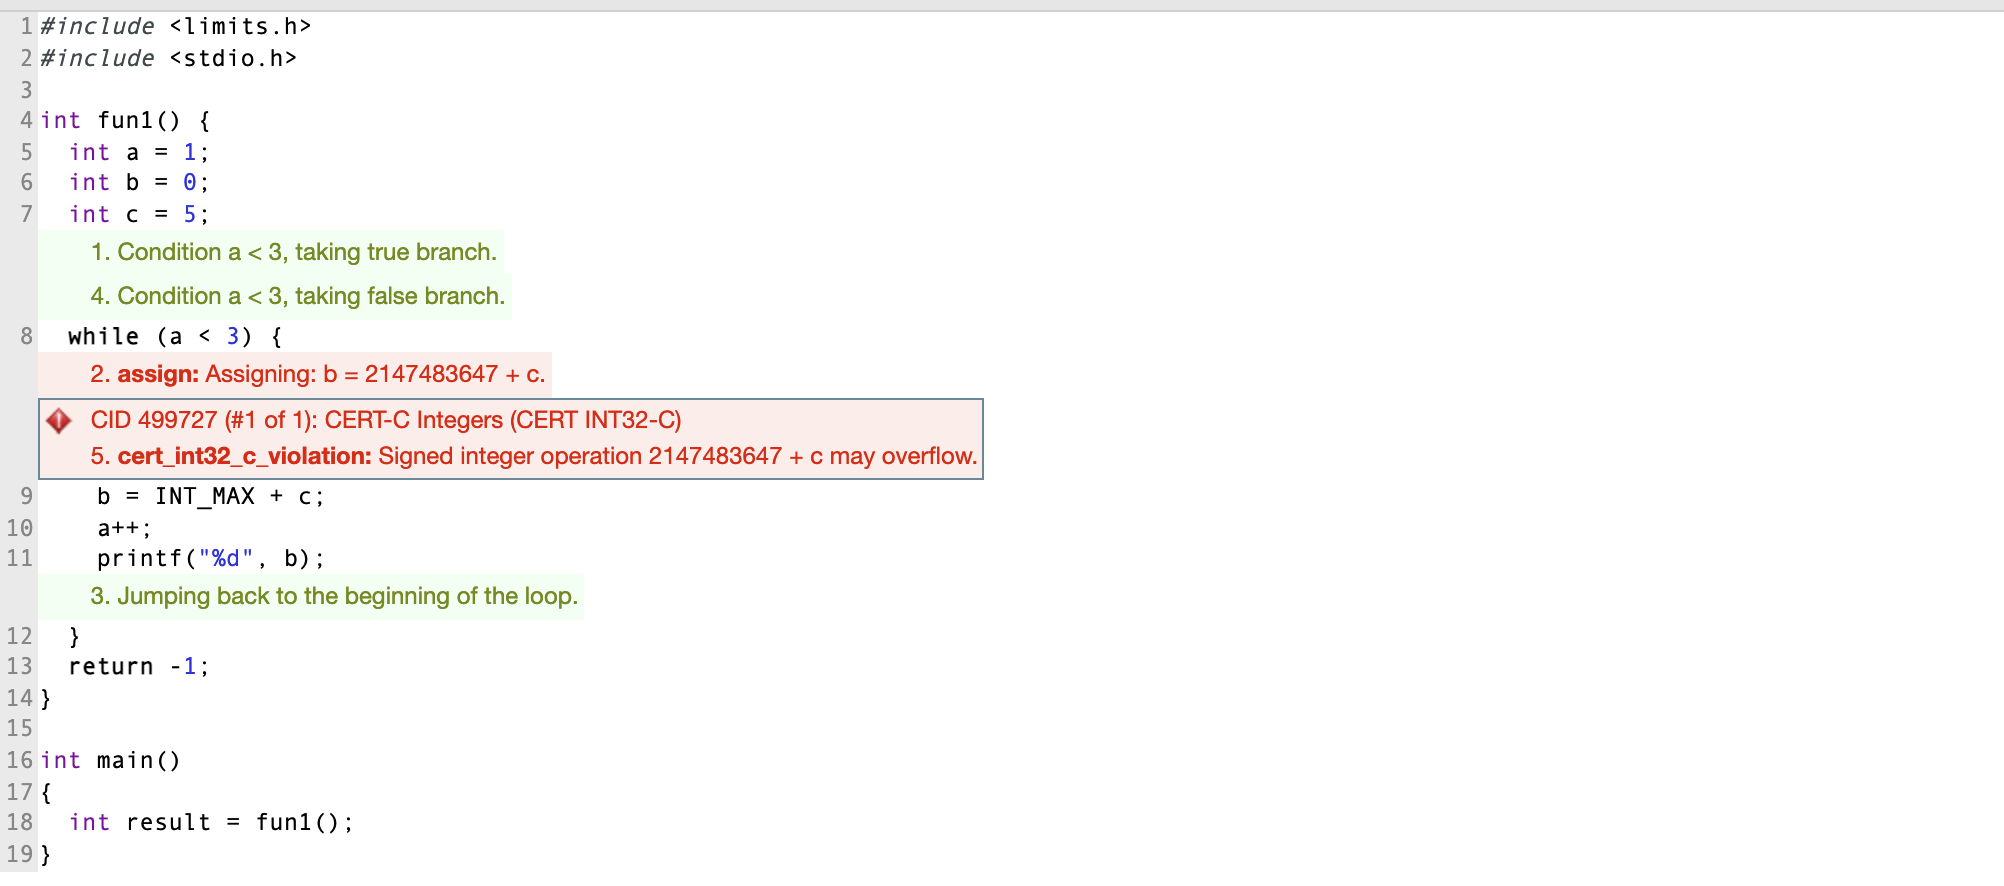 1 #include <limits.h>
2 #include <stdio.h>
3
4 int fun1() {
5   int a = 1;
6   int b = 0;
7   int c = 5;
1. Condition a < 3, taking true branch.
4. Condition a < 3, taking false branch.
8   while (a < 3) {
2. assign: Assigning: b = 2147483647 + c.
CID 499727 (#1 of 1): CERT-C Integers (CERT INT32-C)
5. cert_int32_c_violation: Signed integer operation 2147483647 + c may overflow.
9     b = INT_MAX + c;
10     a++;
11     printf("%d", b);
3. Jumping back to the beginning of the loop.
12   }
13   return -1;
14 }
15
16 int main()
17 {
18   int result = fun1();
19 }